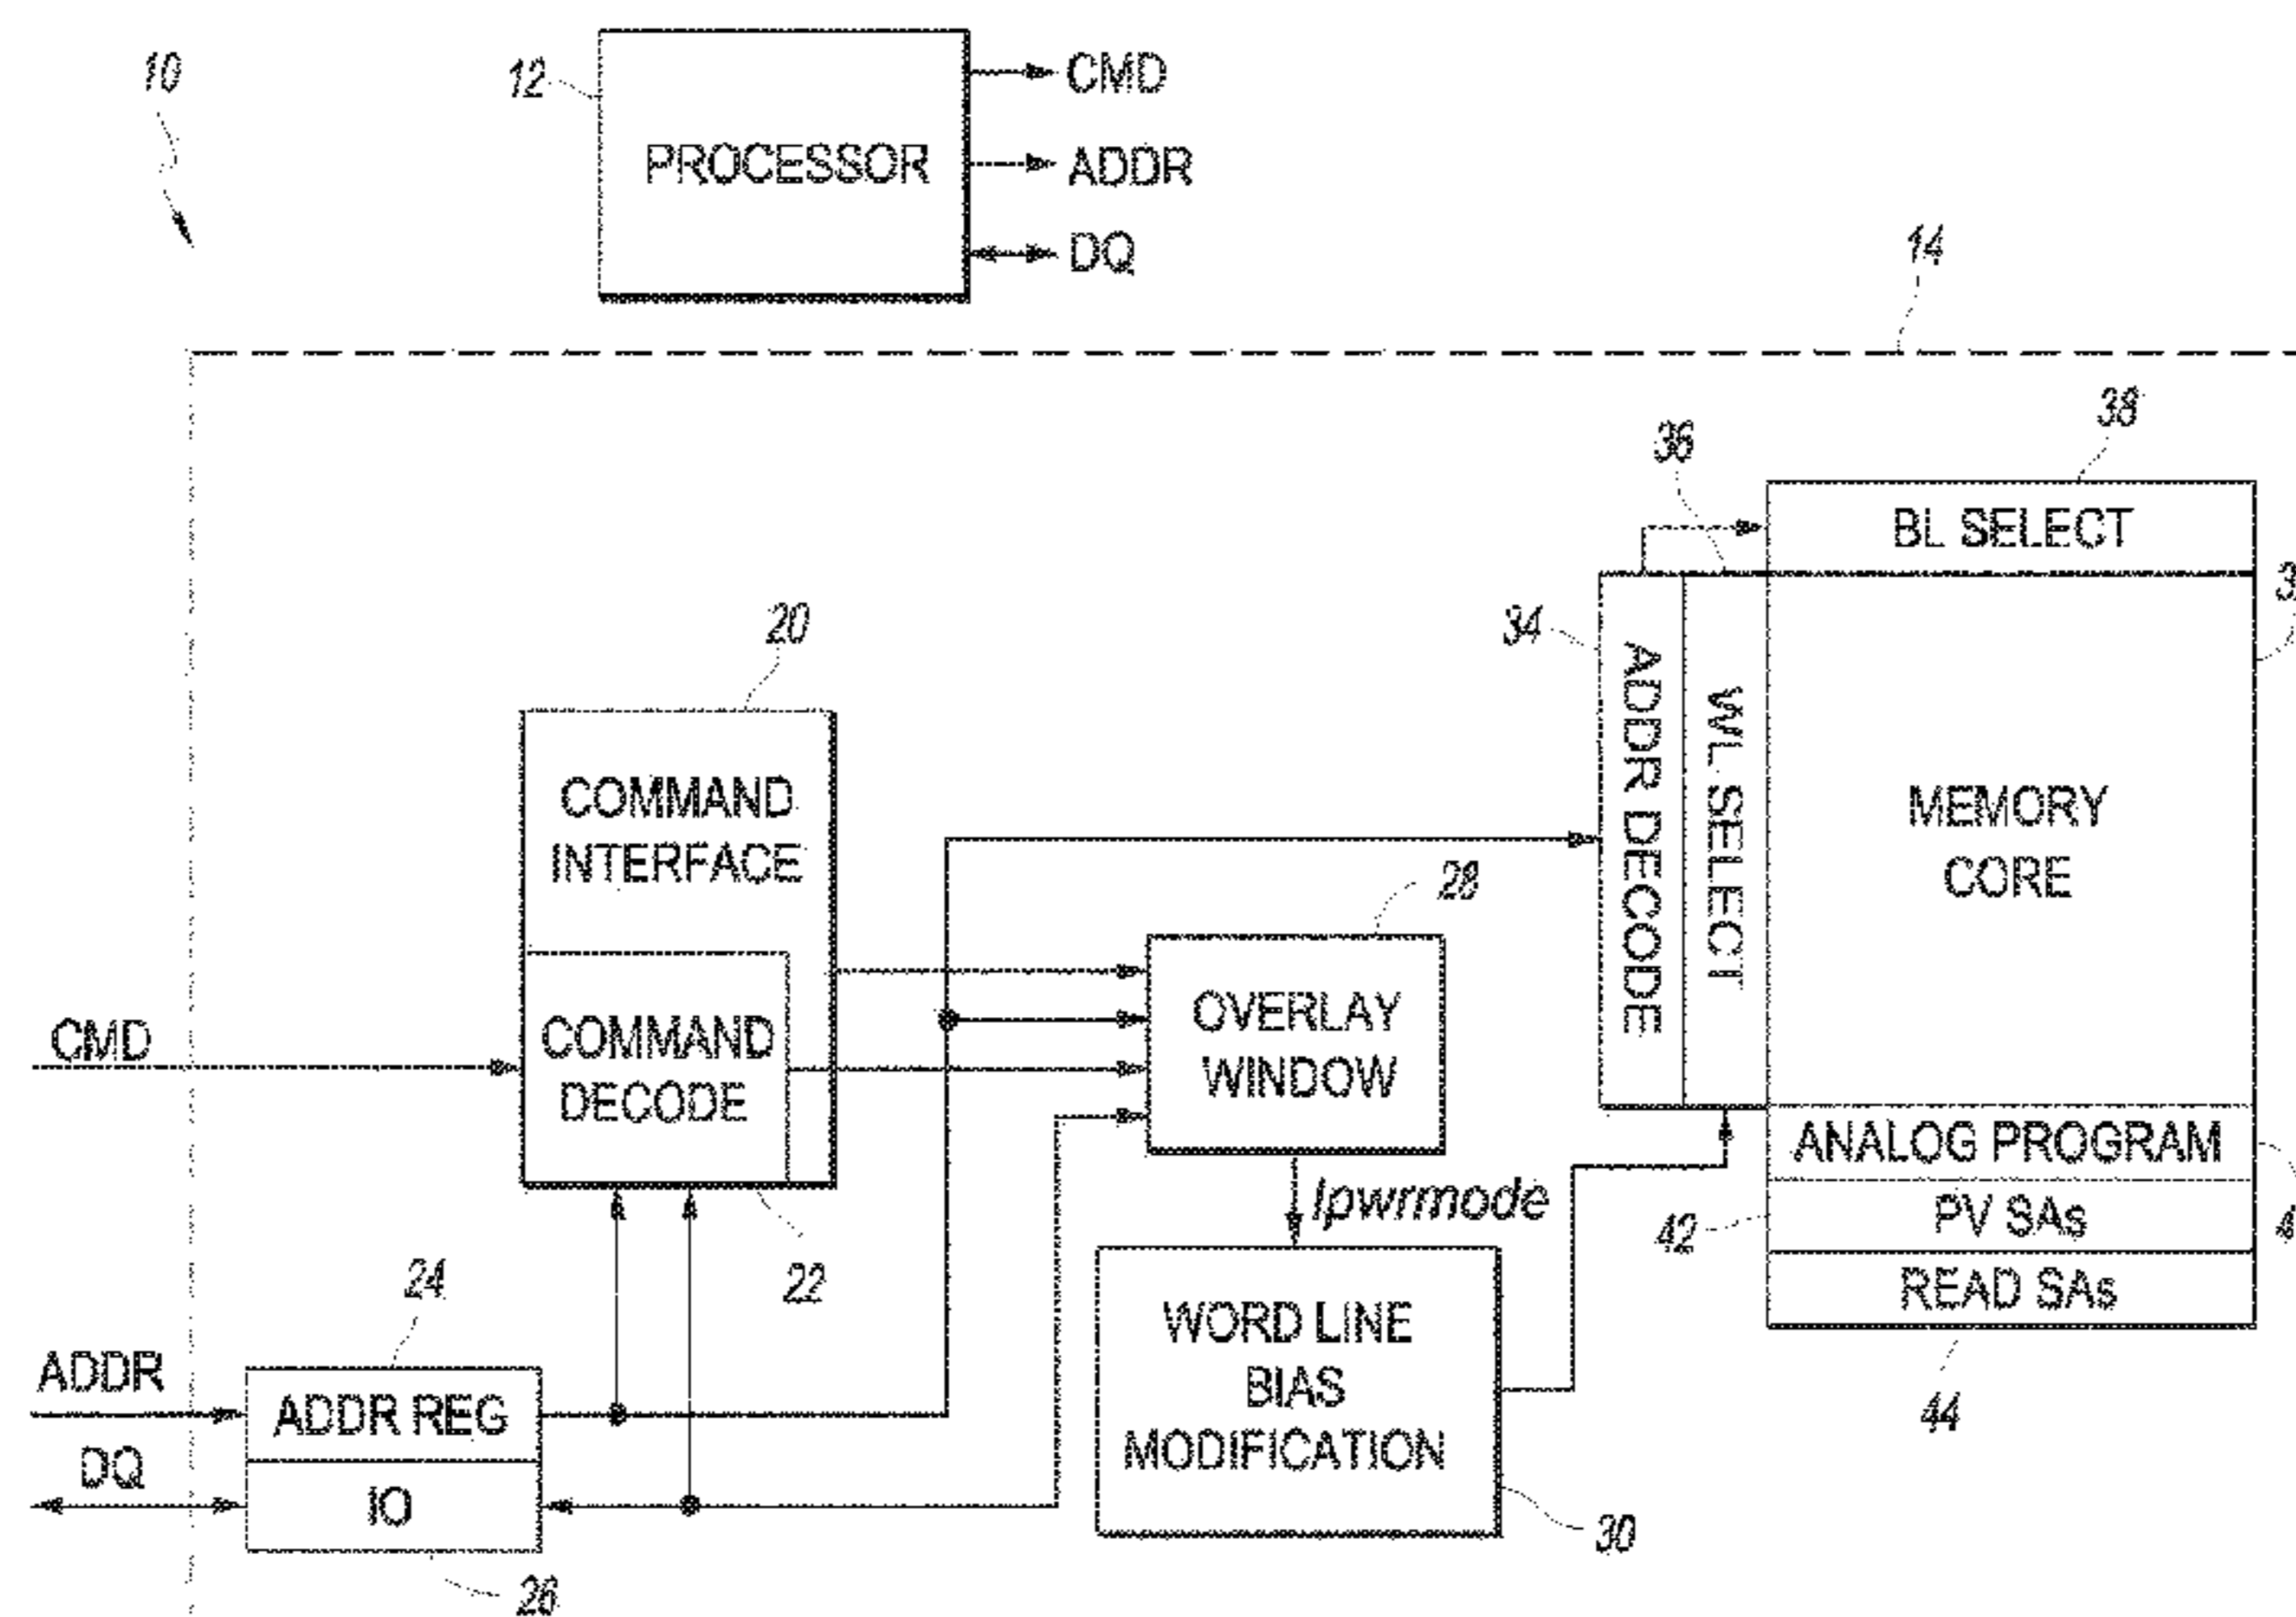 10
12
PROCESSOR
CMD
ADDR
DQ
14
38
36
BL SELECT
34
ADDR DECODE
WL SELECT
MEMORY
CORE
20
COMMAND
INTERFACE
28
COMMAND
DECODE
CMD
OVERLAY
WINDOW
ANALOG PROGRAM
lpwrmode
42
PV SAs
READ SAs
44
22
24
ADDR
ADDR REG
DQ
IO
26
WORD LINE
BIAS
MODIFICATION
30